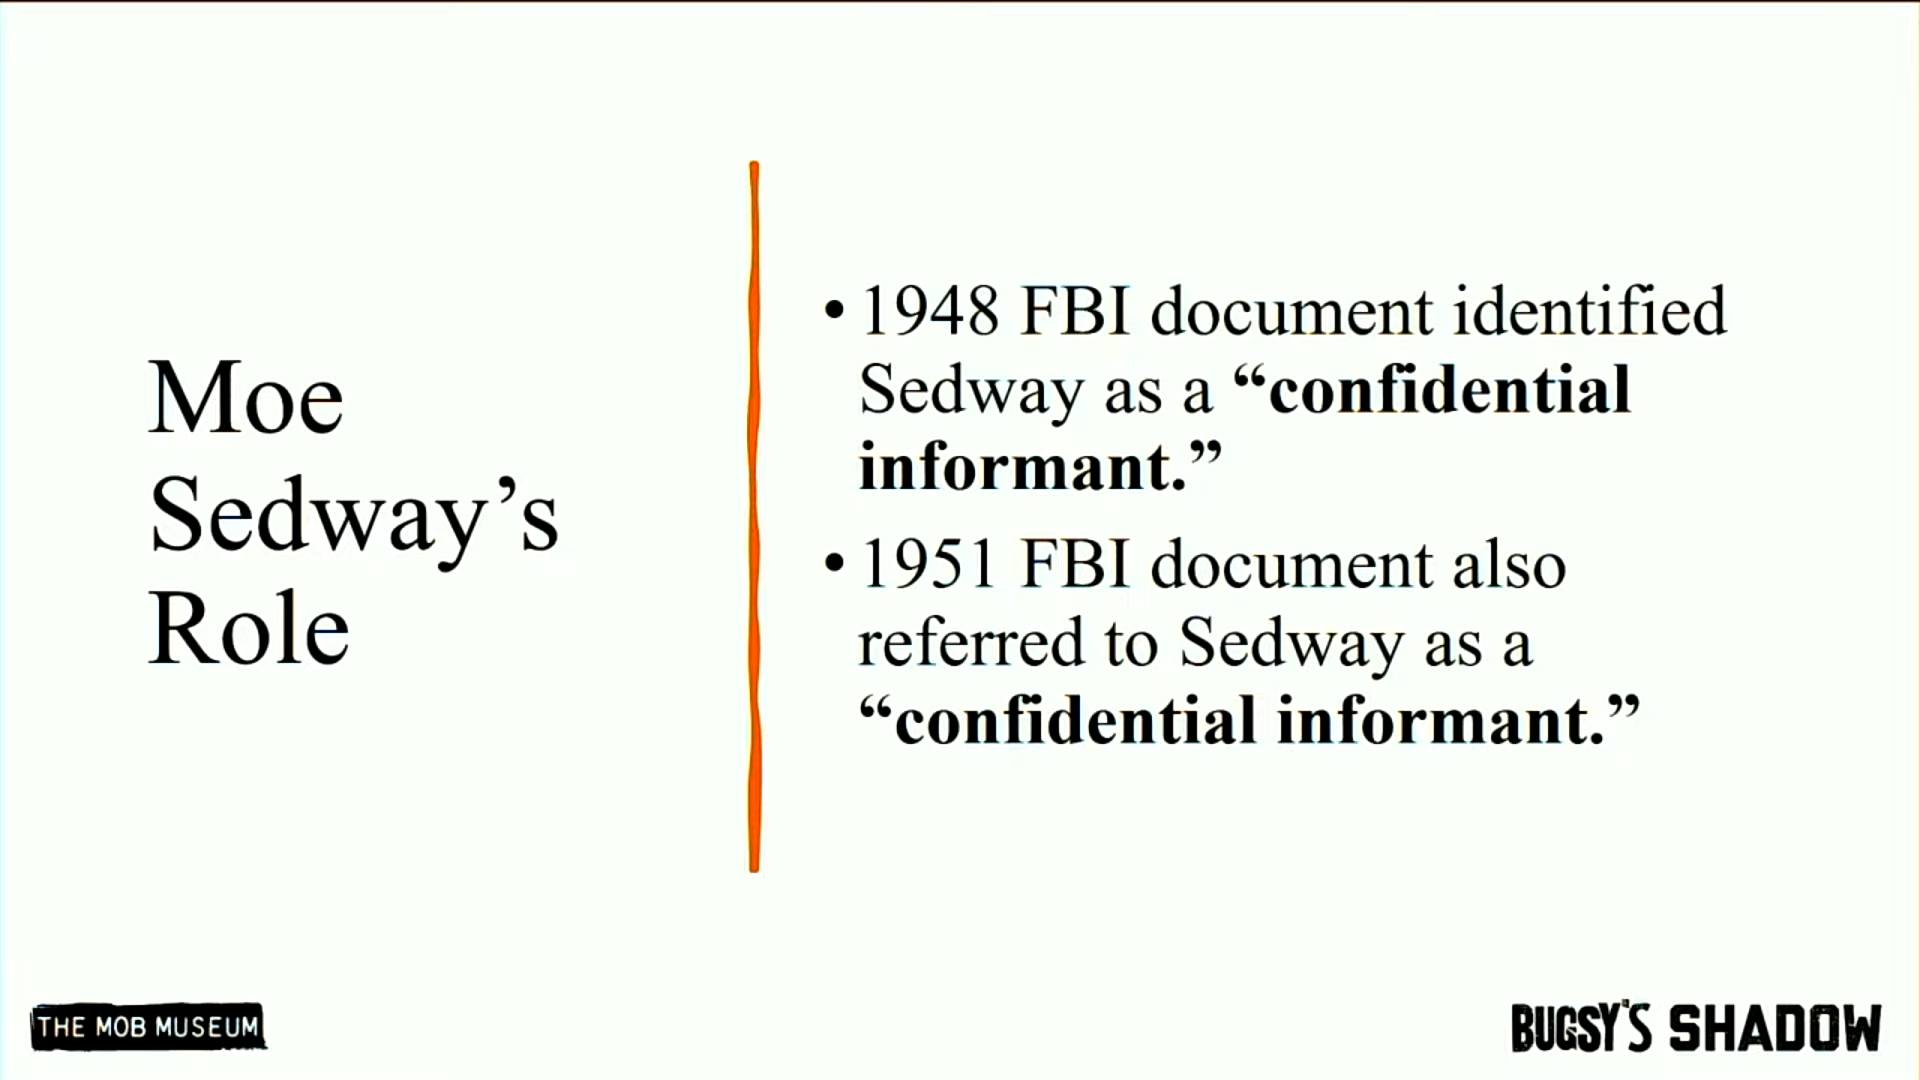 Moe
Sedway’s
Role
• 1948 FBI document identified
Sedway as a “confidential
informant.”
• 1951 FBI document also
referred to Sedway as a
“confidential informant.”
THE MOB MUSEUM
BUGSY'S SHADOW